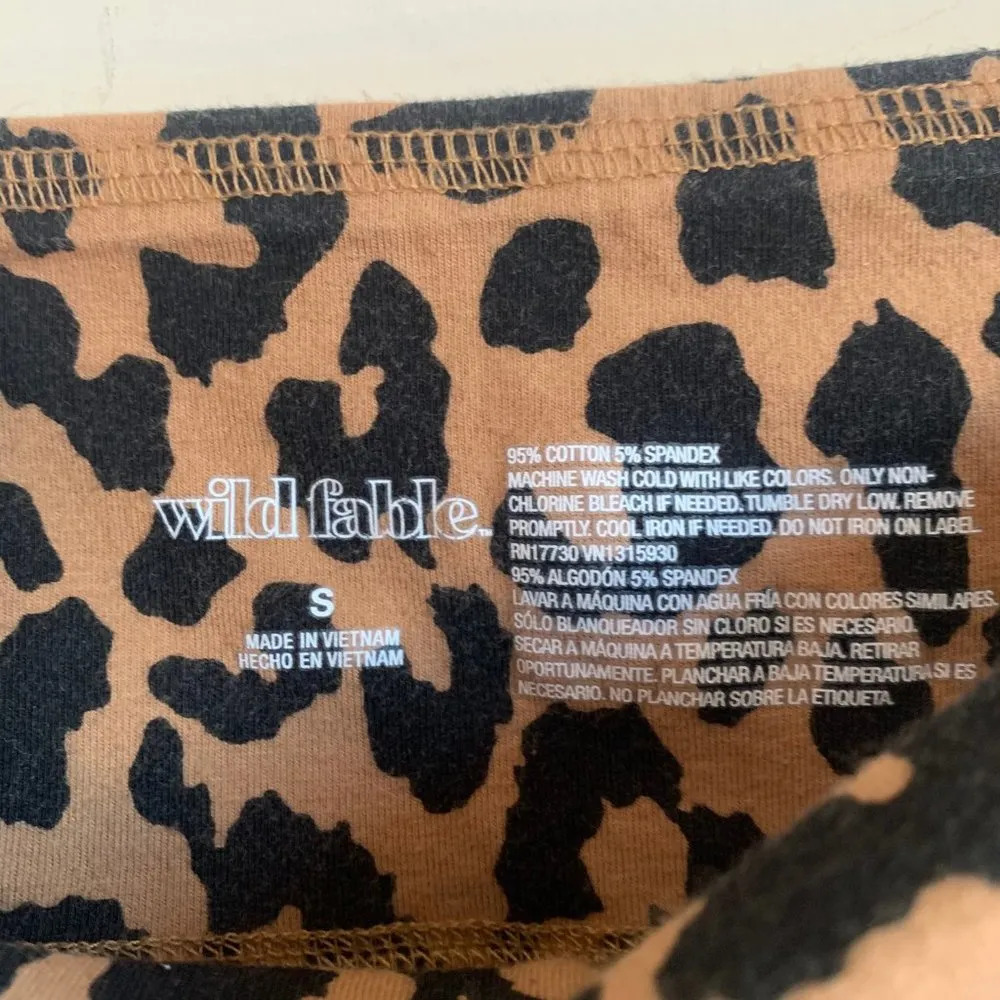 wild fable™
S
MADE IN VIETNAM
HECHO EN VIETNAM
95% COTTON 5% SPANDEX
MACHINE WASH COLD WITH LIKE COLORS. ONLY NON-
CHLORINE BLEACH IF NEEDED. TUMBLE DRY LOW. REMOVE
PROMPTLY. COOL IRON IF NEEDED. DO NOT IRON ON LABEL
RN17730 VN1315930
95% ALGODÓN 5% SPANDEX
LAVAR A MÁQUINA CON AGUA FRÍA CON COLORES SIMILARES.
SÓLO BLANQUEADOR SIN CLORO SI ES NECESARIO.
SECAR A MÁQUINA A TEMPERATURA BAJA. RETIRAR
OPORTUNAMENTE. PLANCHAR A BAJA TEMPERATURA SI ES
NECESARIO. NO PLANCHAR SOBRE LA ETIQUETA.